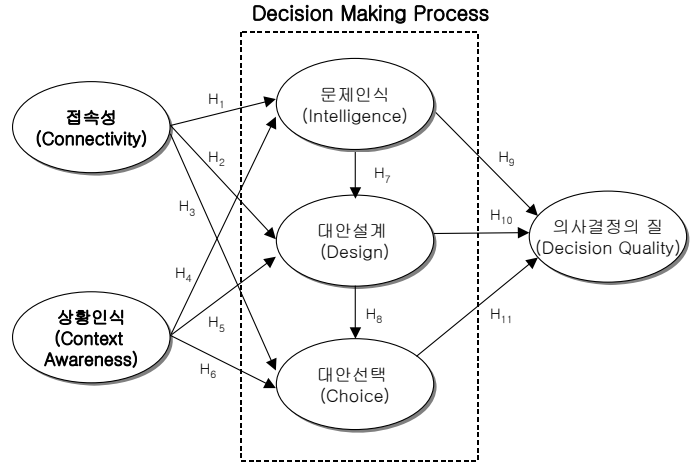 Decision Making Process
문제인식
(Intelligence)
접속성
(Connectivity)
H1
H2
H3
H7
H9
대안설계
(Design)
H10
의사결정의 질
(Decision Quality)
H4
H5
H6
H8
H11
상황인식
(Context
Awareness)
대안선택
(Choice)